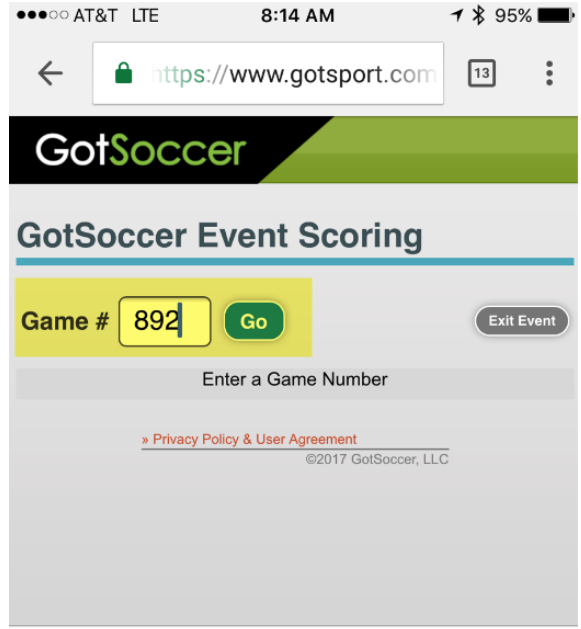 AT&T LTE 8:14 AM 95%
https://www.gotsport.com 13
GotSoccer
GotSoccer Event Scoring
Game # 892 Go Exit Event
Enter a Game Number
» Privacy Policy & User Agreement
©2017 GotSoccer, LLC